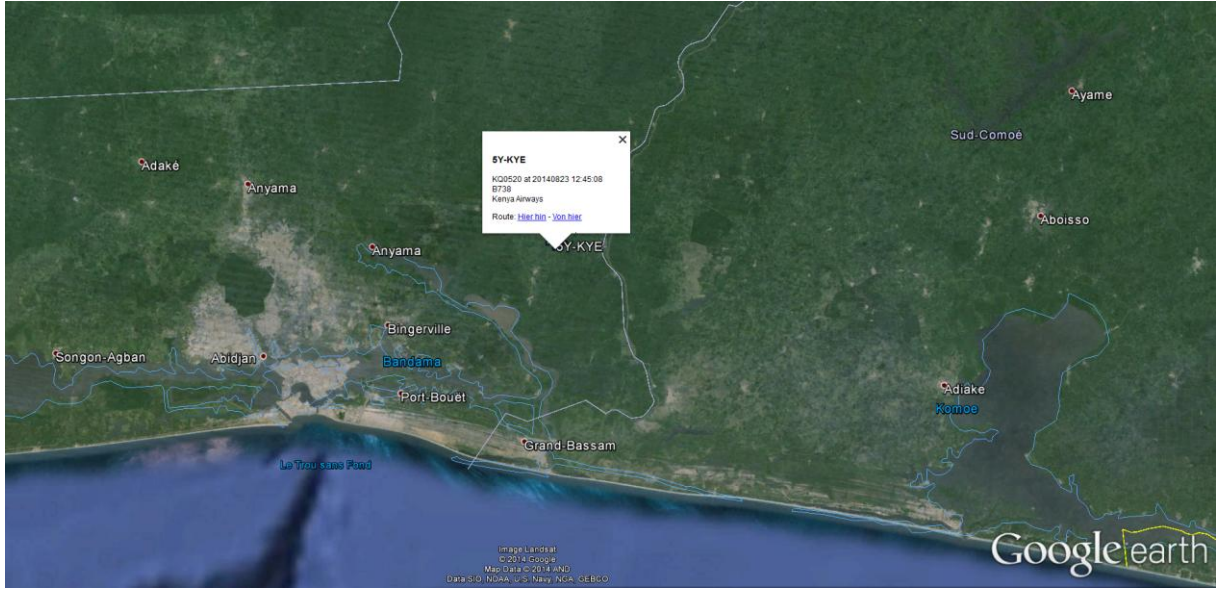 Ayame
Sud-Comoé
5Y-KYE
KQ0520 at 20140823 12:45:08
B738
Kenya Airways
Route: Hier hin - Von hier
Adaké
Anyama
Aboisso
Anyama
5Y-KYE
Bingerville
Songon-Agban
Abidjan
Bandama
Port-Bouët
Adiake
Komoe
Grand-Bassam
Le Trou sans Fond
Image Landsat
© 2014 Google
Map Data © 2014 AND
Data SIO, NOAA, U.S. Navy, NGA, GEBCO
Google earth